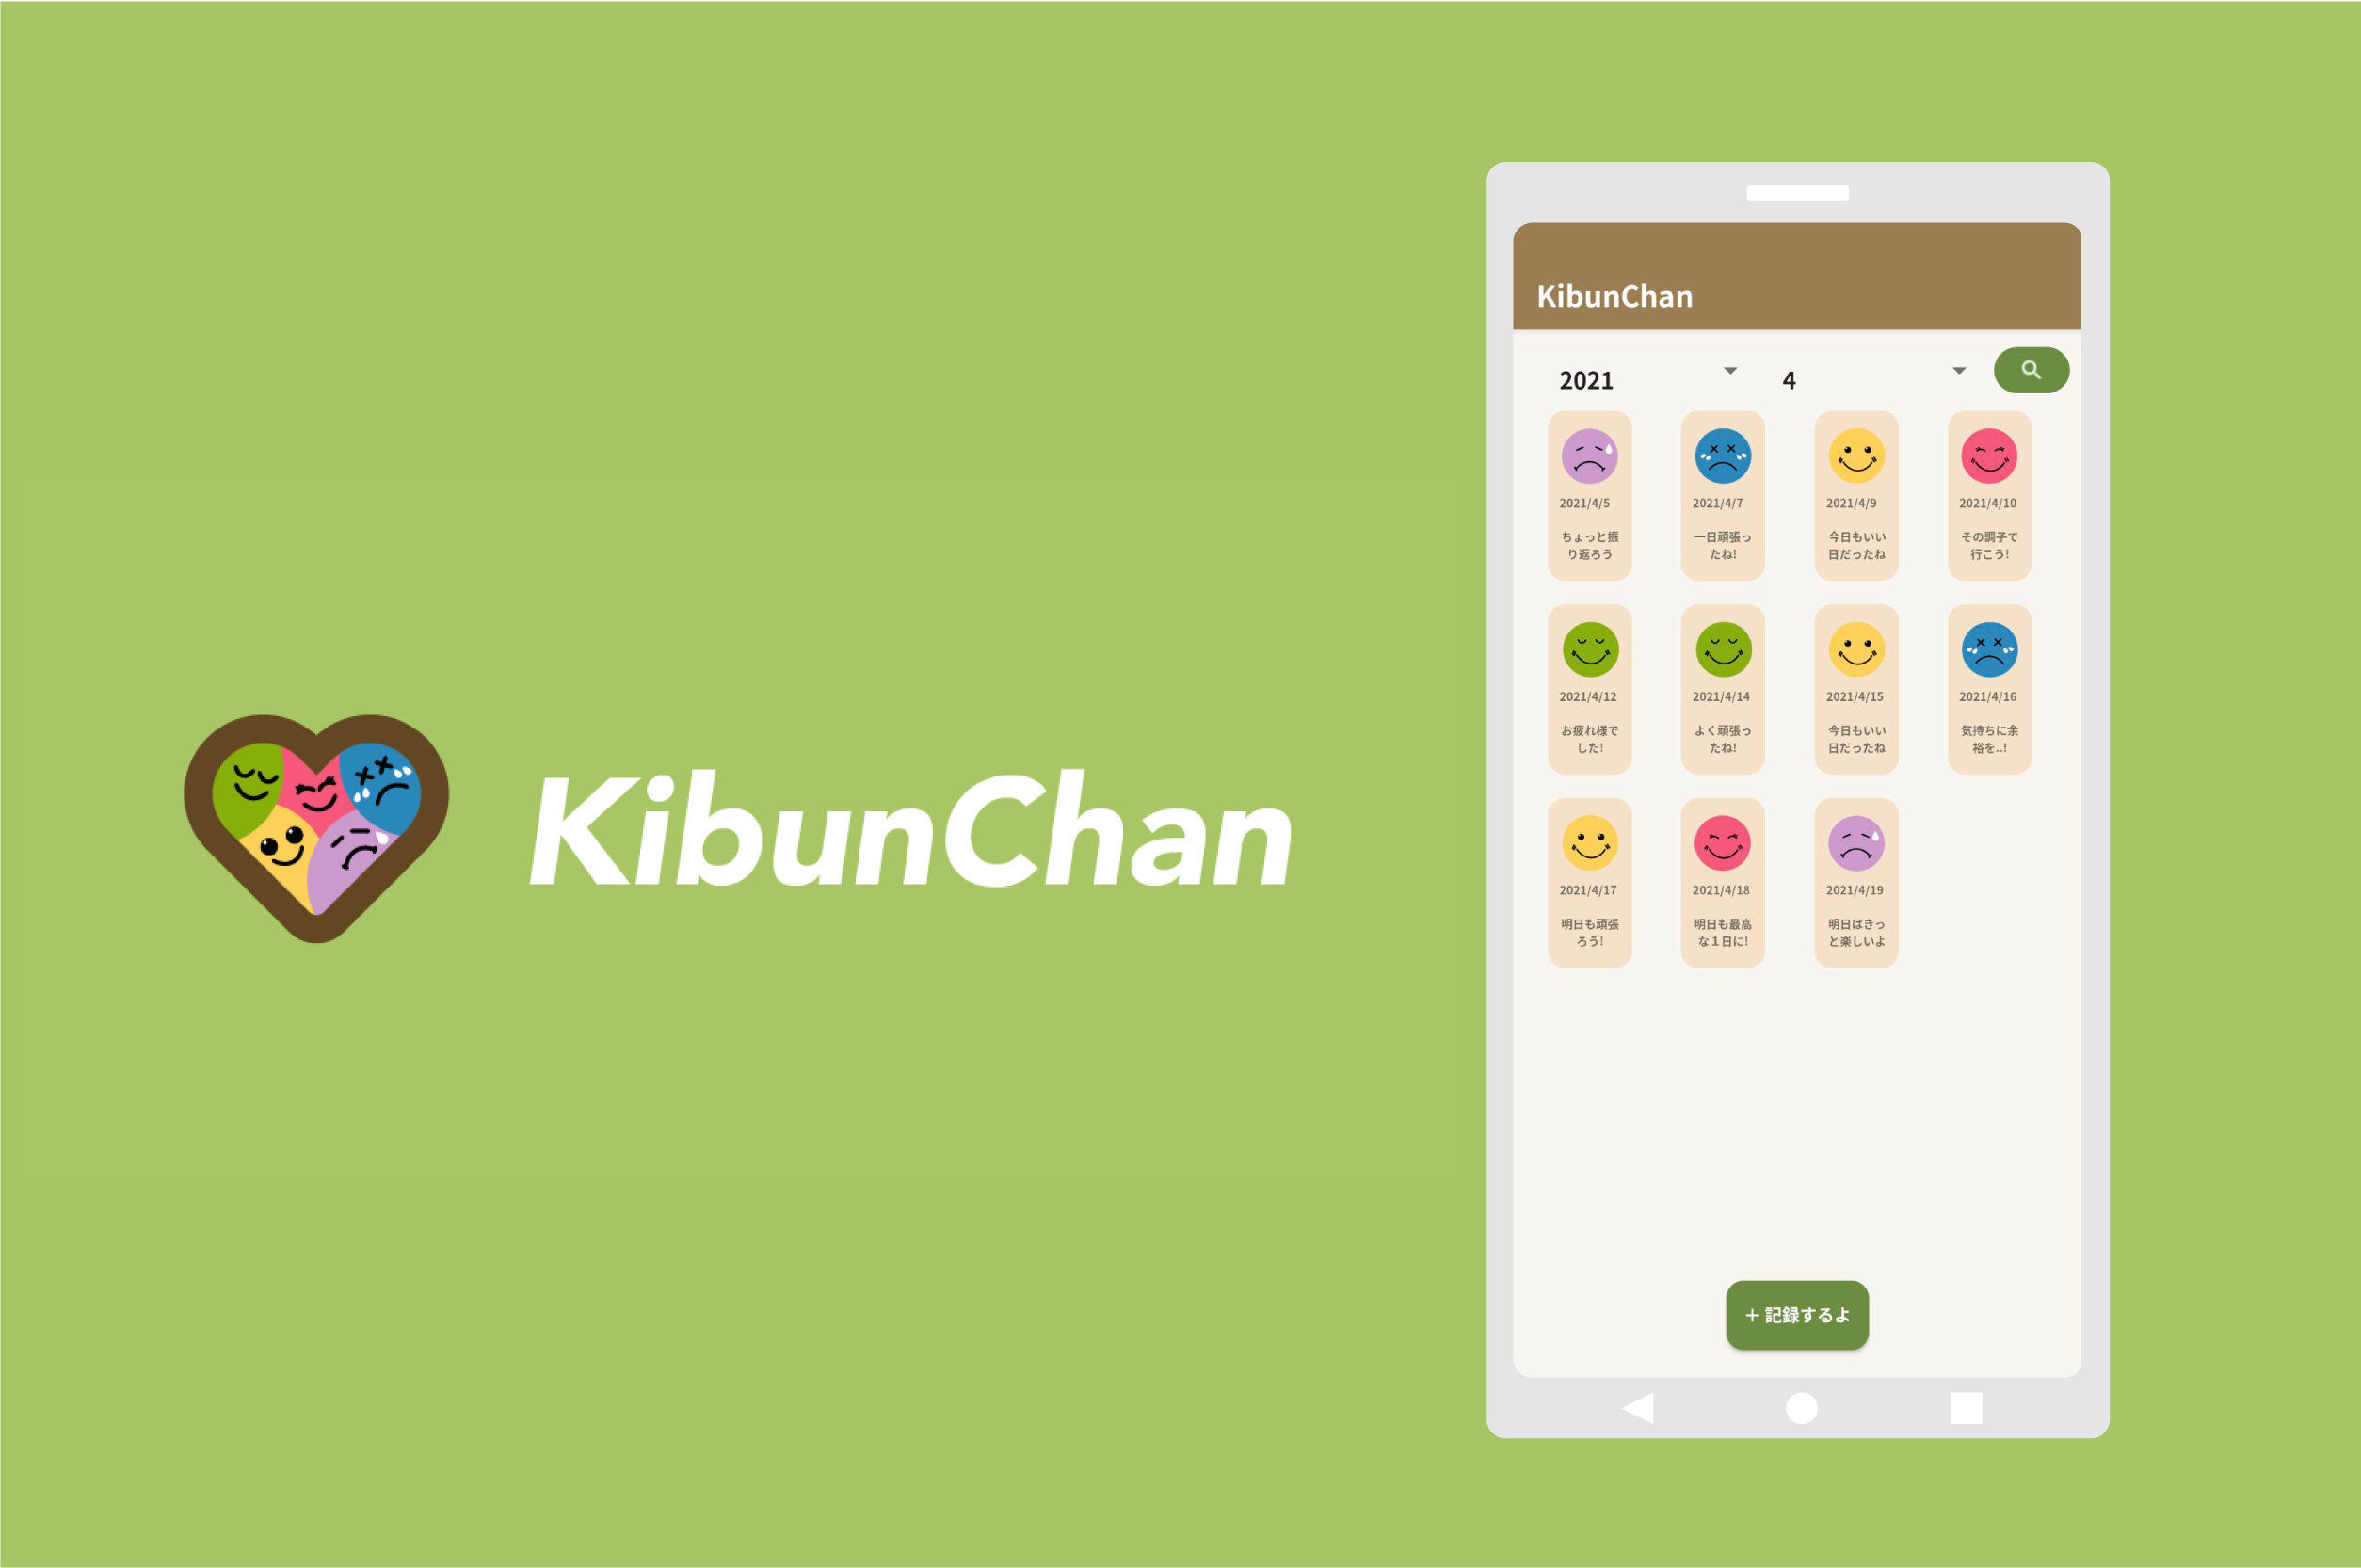 KibunChan
KibunChan
2021
4
2021/4/5
ちょっと振
り返ろう
2021/4/7
一日頑張っ
たね!
2021/4/9
今日もいい
日だったね
2021/4/10
その調子で
行こう!
2021/4/12
お疲れ様で
した!
2021/4/14
よく頑張っ
たね!
2021/4/15
今日もいい
日だったね
2021/4/16
気持ちに余
裕を..!
2021/4/17
明日も頑張
ろう!
2021/4/18
明日も最高
な１日に!
2021/4/19
明日はきっ
と楽しいよ
+ 記録するよ